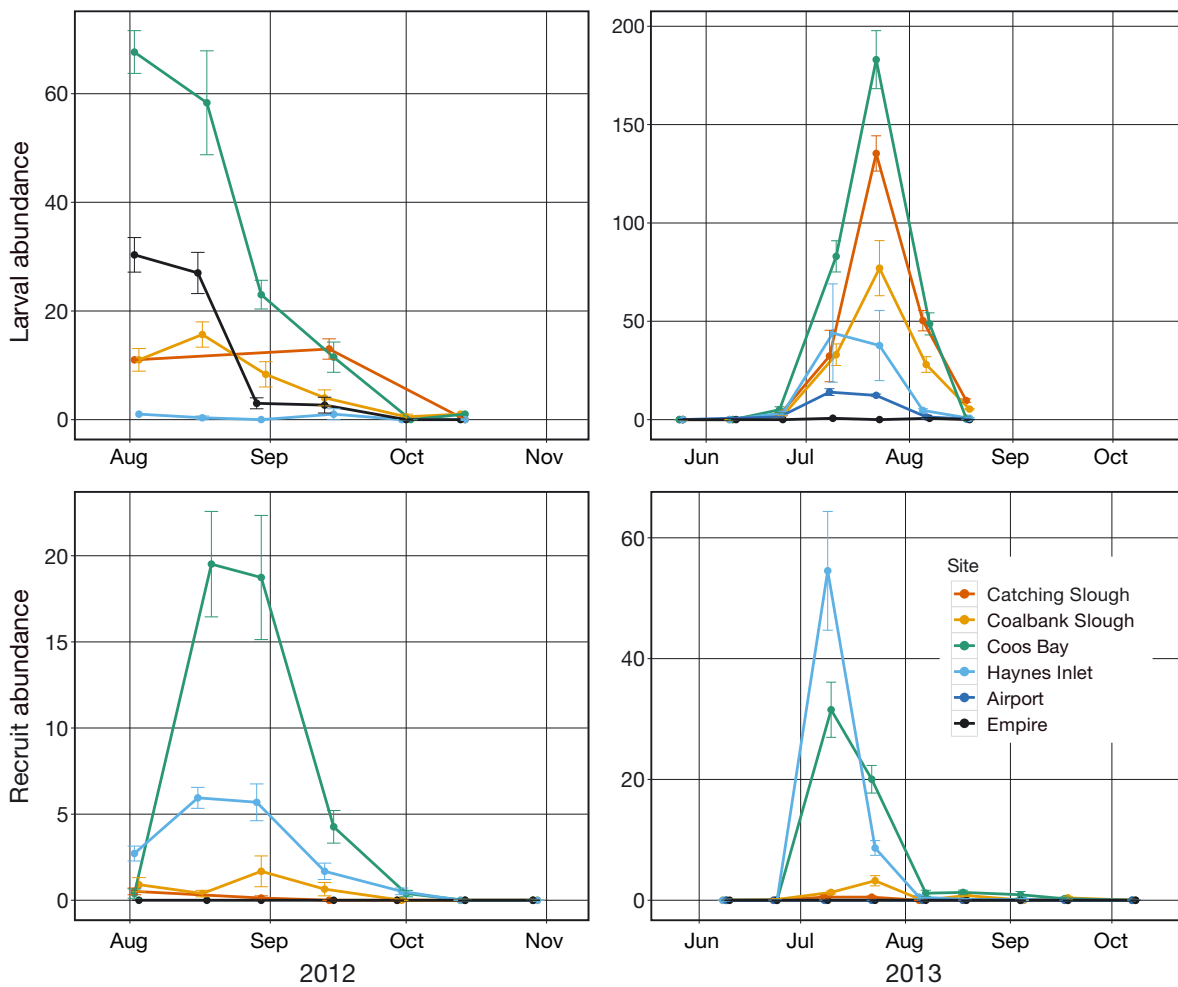 Larval abundance
60
40
20
0
Aug Sep Oct Nov
200
150
100
50
0
Jun Jul Aug Sep Oct
Recruit abundance
20
15
10
5
0
Aug Sep Oct Nov
2012
60
40
20
0
Site
Catching Slough
Coalbank Slough
Coos Bay
Haynes Inlet
Airport
Empire
Jun Jul Aug Sep Oct
2013